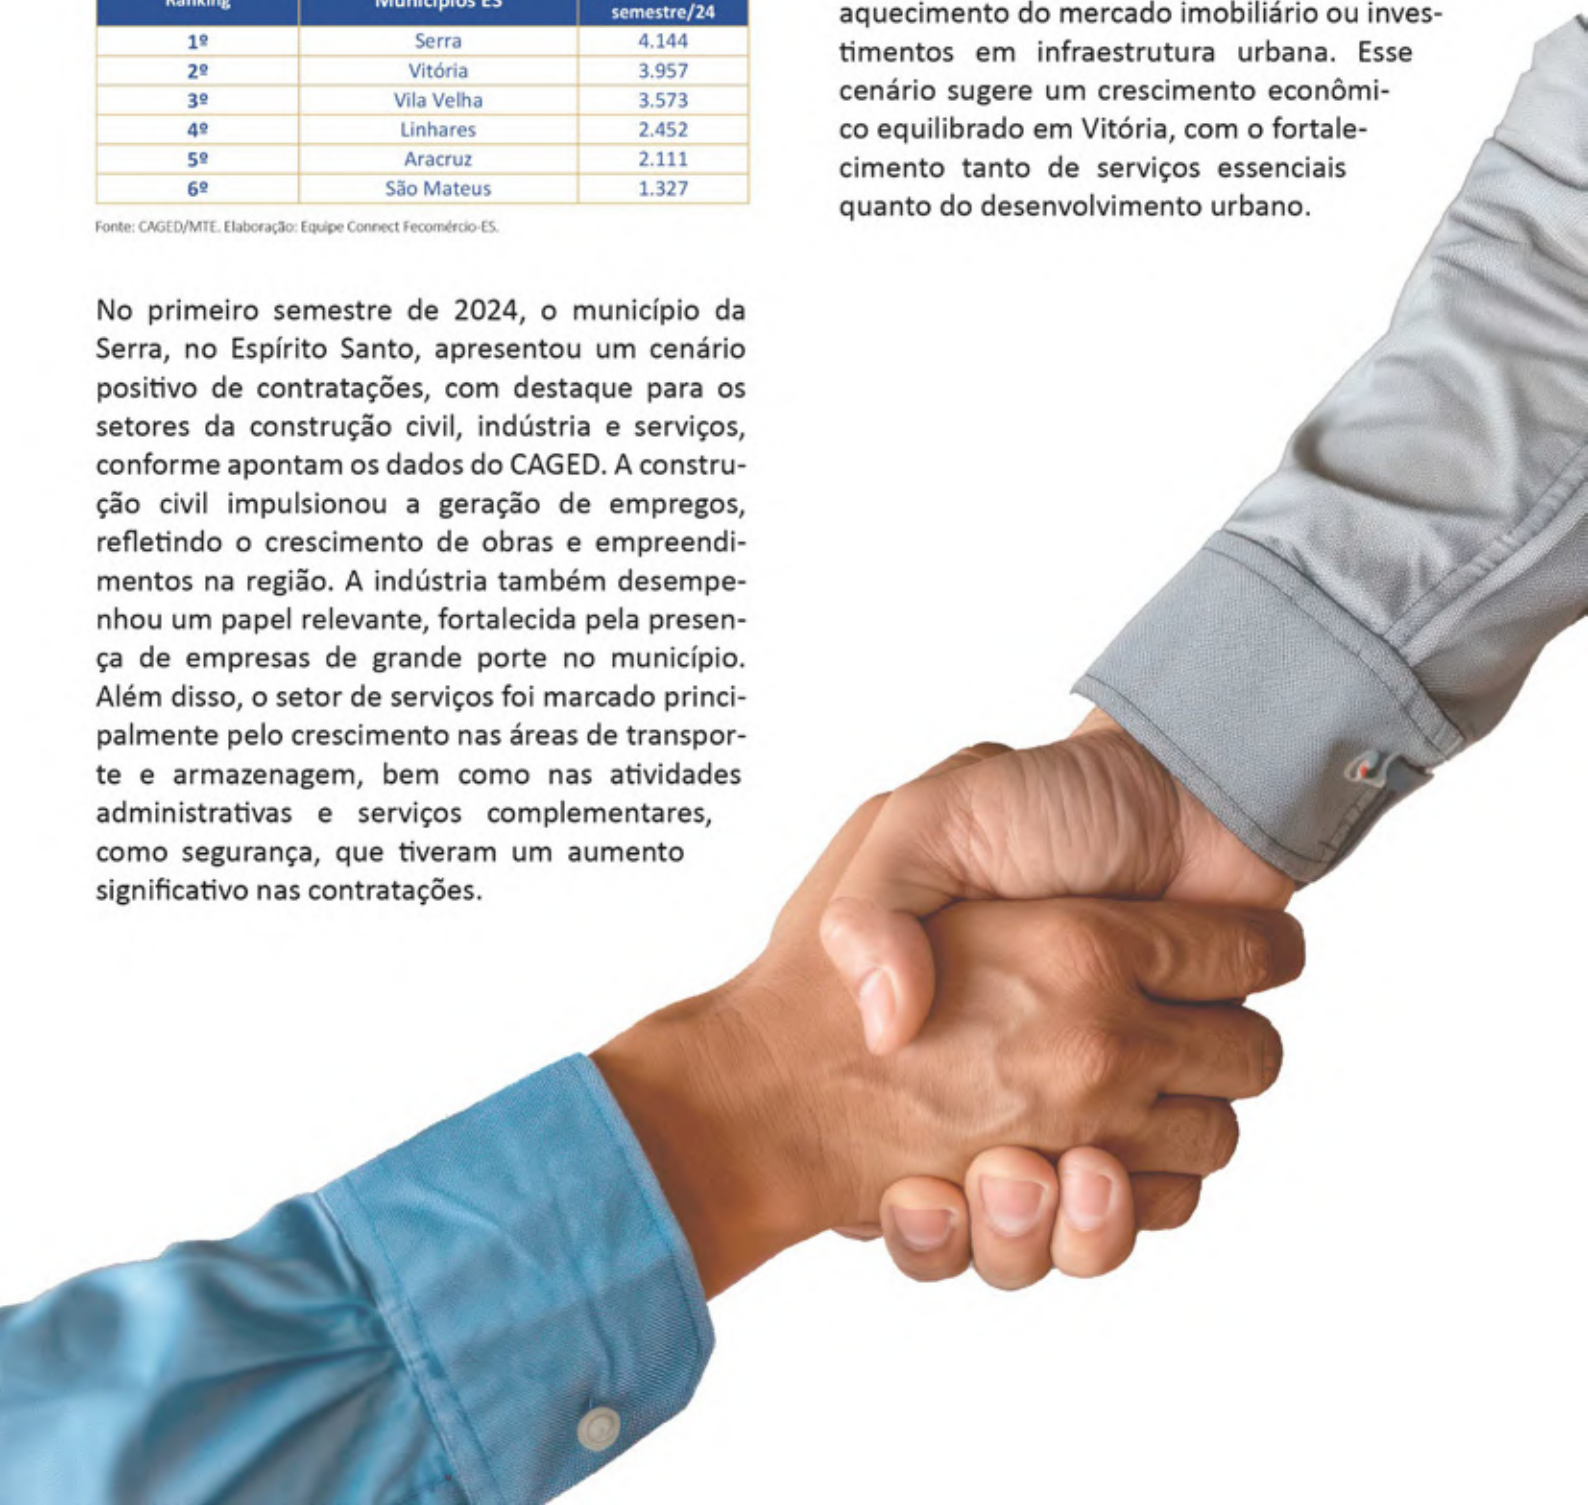 Ranking Municípios ES semestre/24
1º Serra 4.144
2º Vitória 3.957
3º Vila Velha 3.573
4º Linhares 2.452
5º Aracruz 2.111
6º São Mateus 1.327
Fonte: CAGED/MTE. Elaboração: Equipe Connect Fecomércio-ES.
No primeiro semestre de 2024, o município da
Serra, no Espírito Santo, apresentou um cenário
positivo de contratações, com destaque para os
setores da construção civil, indústria e serviços,
conforme apontam os dados do CAGED. A constru-
ção civil impulsionou a geração de empregos,
refletindo o crescimento de obras e empreendi-
mentos na região. A indústria também desempe-
nhou um papel relevante, fortalecida pela presen-
ça de empresas de grande porte no município.
Além disso, o setor de serviços foi marcado princi-
palmente pelo crescimento nas áreas de transpor-
te e armazenagem, bem como nas atividades
administrativas e serviços complementares,
como segurança, que tiveram um aumento
significativo nas contratações.
aquecimento do mercado imobiliário ou inves-
timentos em infraestrutura urbana. Esse
cenário sugere um crescimento econômi-
co equilibrado em Vitória, com o fortale-
cimento tanto de serviços essenciais
quanto do desenvolvimento urbano.